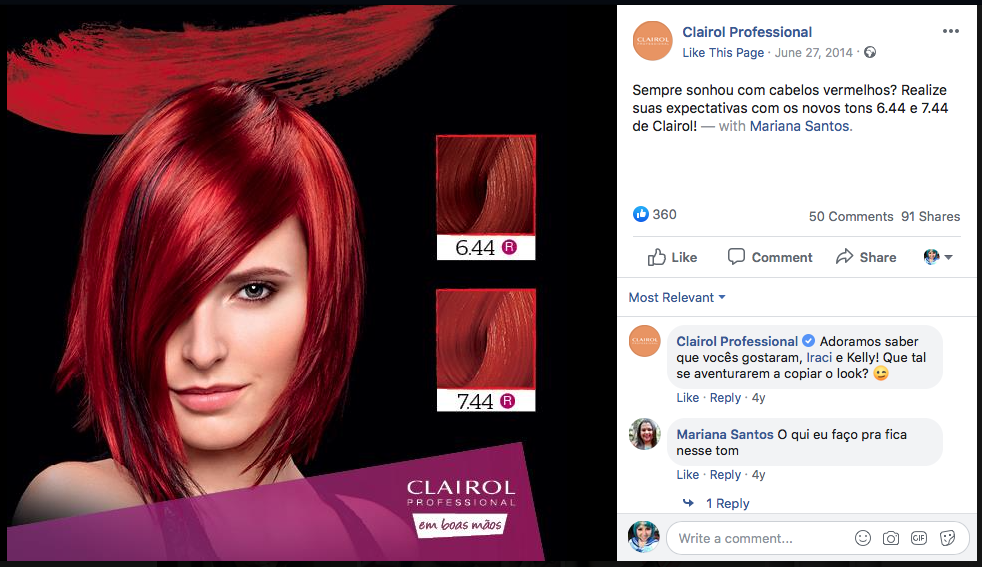 6.44 R
7.44 R
CLAIROL
PROFESSIONAL
em boas mãos
CLAIROL
PROFESSIONAL
Clairol Professional
Like This Page · June 27, 2014 ·
Sempre sonhou com cabelos vermelhos? Realize
suas expectativas com os novos tons 6.44 e 7.44
de Clairol! — with Mariana Santos.
360
50 Comments 91 Shares
Like Comment Share
Most Relevant
CLAIROL
Clairol Professional Adoramos saber
que vocês gostaram, Iraci e Kelly! Que tal
se aventurarem a copiar o look? 😉
Like · Reply · 4y
Mariana Santos O qui eu faço pra fica
nesse tom
Like · Reply · 4y
1 Reply
Write a comment...
GIF